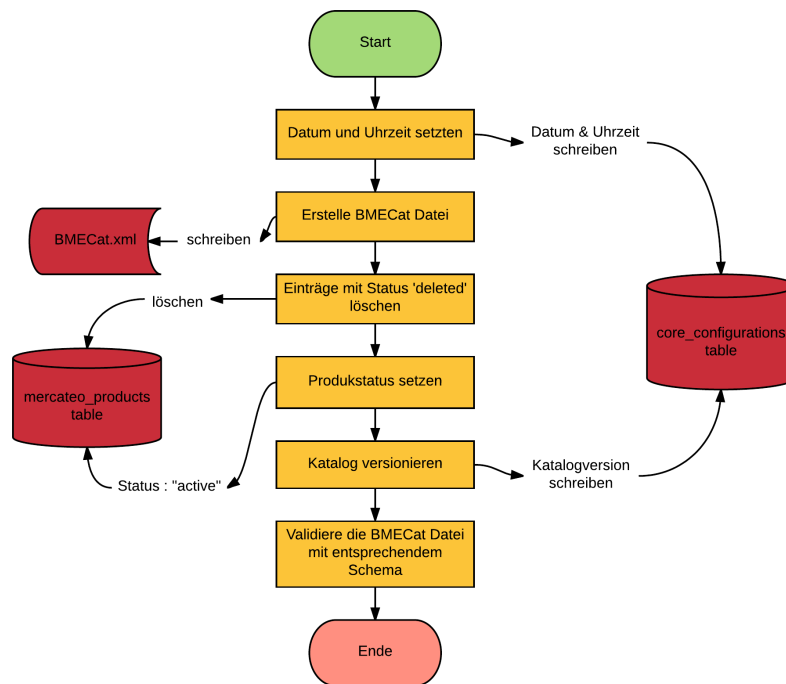 Start
Datum und Uhrzeit setzten
Datum & Uhrzeit
schreiben
Erstelle BMECat Datei
schreiben
BMECat.xml
Einträge mit Status 'deleted'
löschen
löschen
core_configurations
table
Produkstatus setzen
mercateo_products
table
Katalog versionieren
Katalogversion
schreiben
Status : "active"
Validiere die BMECat Datei
mit entsprechendem
Schema
Ende